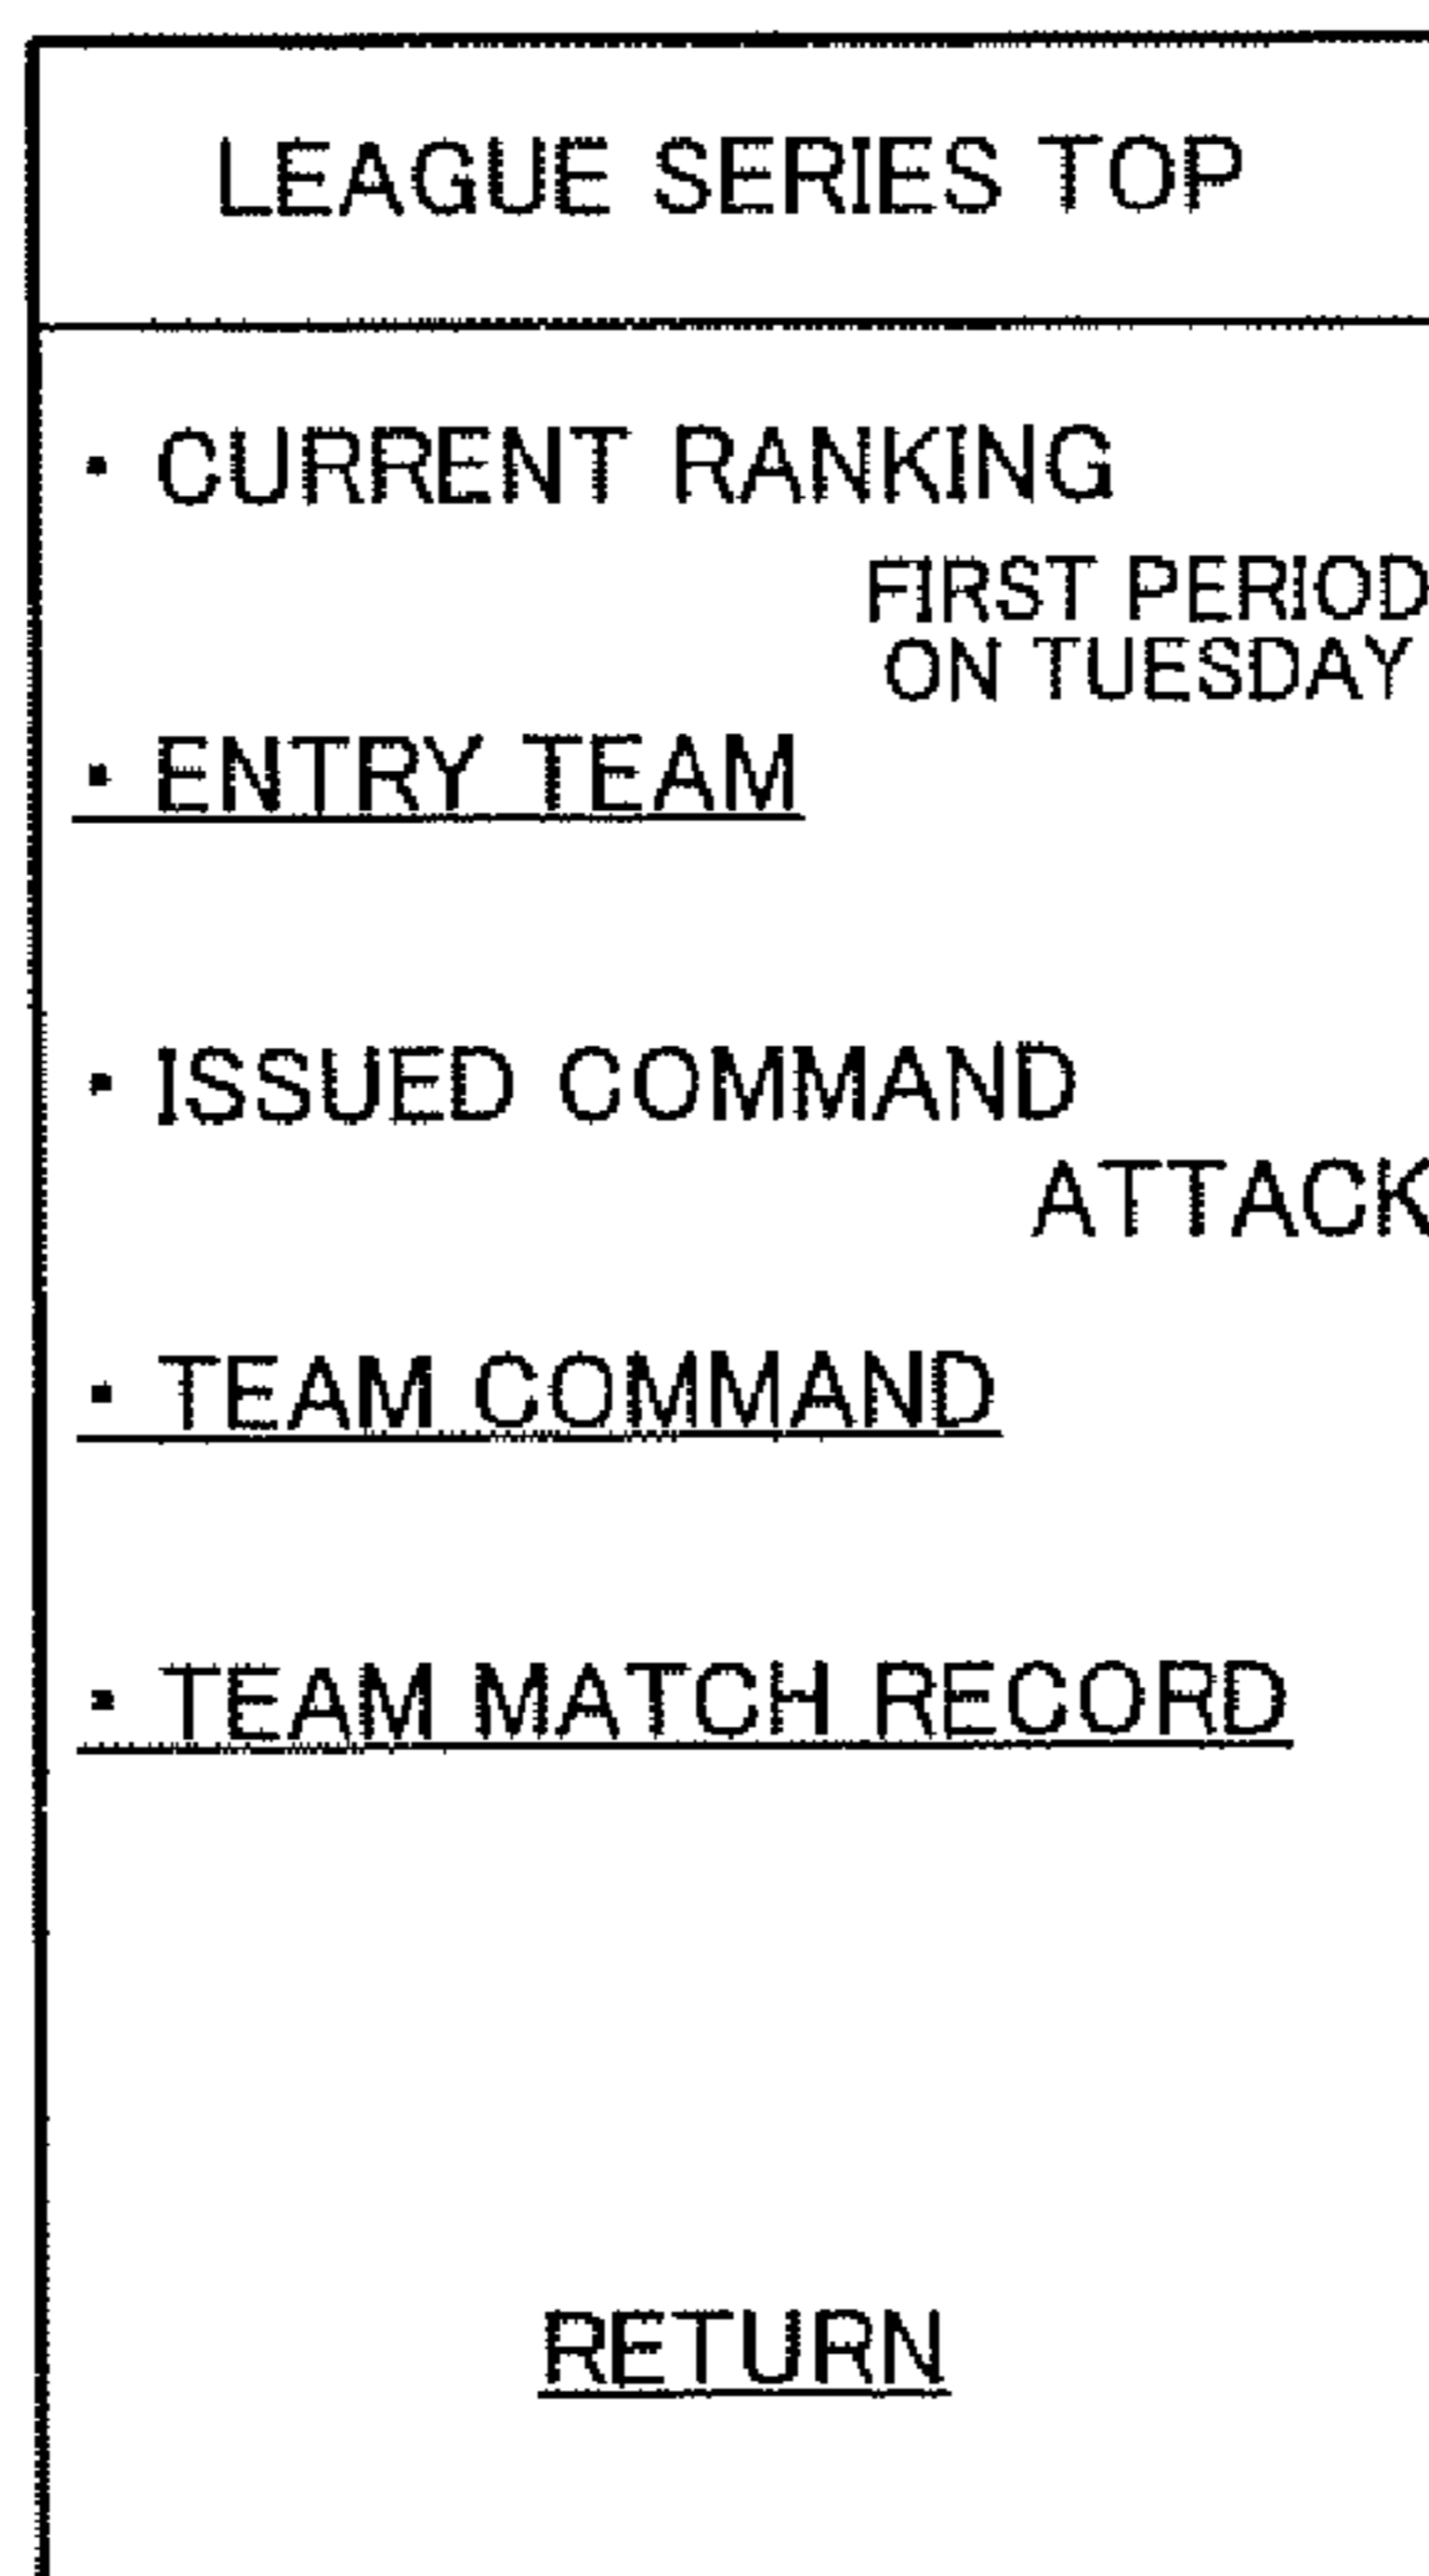 LEAGUE SERIES TOP
· CURRENT RANKING
FIRST PERIOD
ON TUESDAY
· ENTRY TEAM
· ISSUED COMMAND
ATTACK
· TEAM COMMAND
· TEAM MATCH RECORD
RETURN